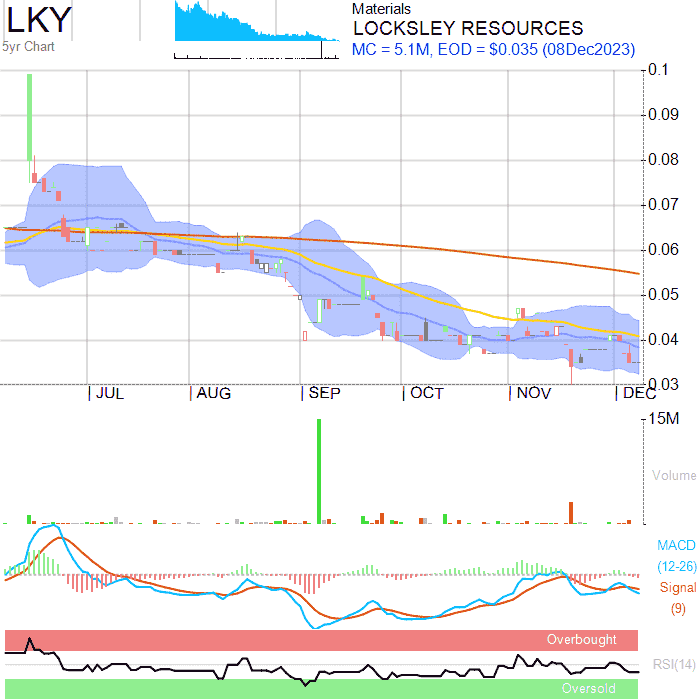 LKY
5yr Chart
Materials
LOCKSLEY RESOURCES
MC = 5.1M, EOD = $0.035 (08Dec2023)
0.1
0.09
0.08
0.07
0.06
0.05
0.04
0.03
JUL
AUG
SEP
OCT
NOV
DEC
15M
Volume
MACD
(12-26)
Signal
(9)
Overbought
RSI(14)
Oversold